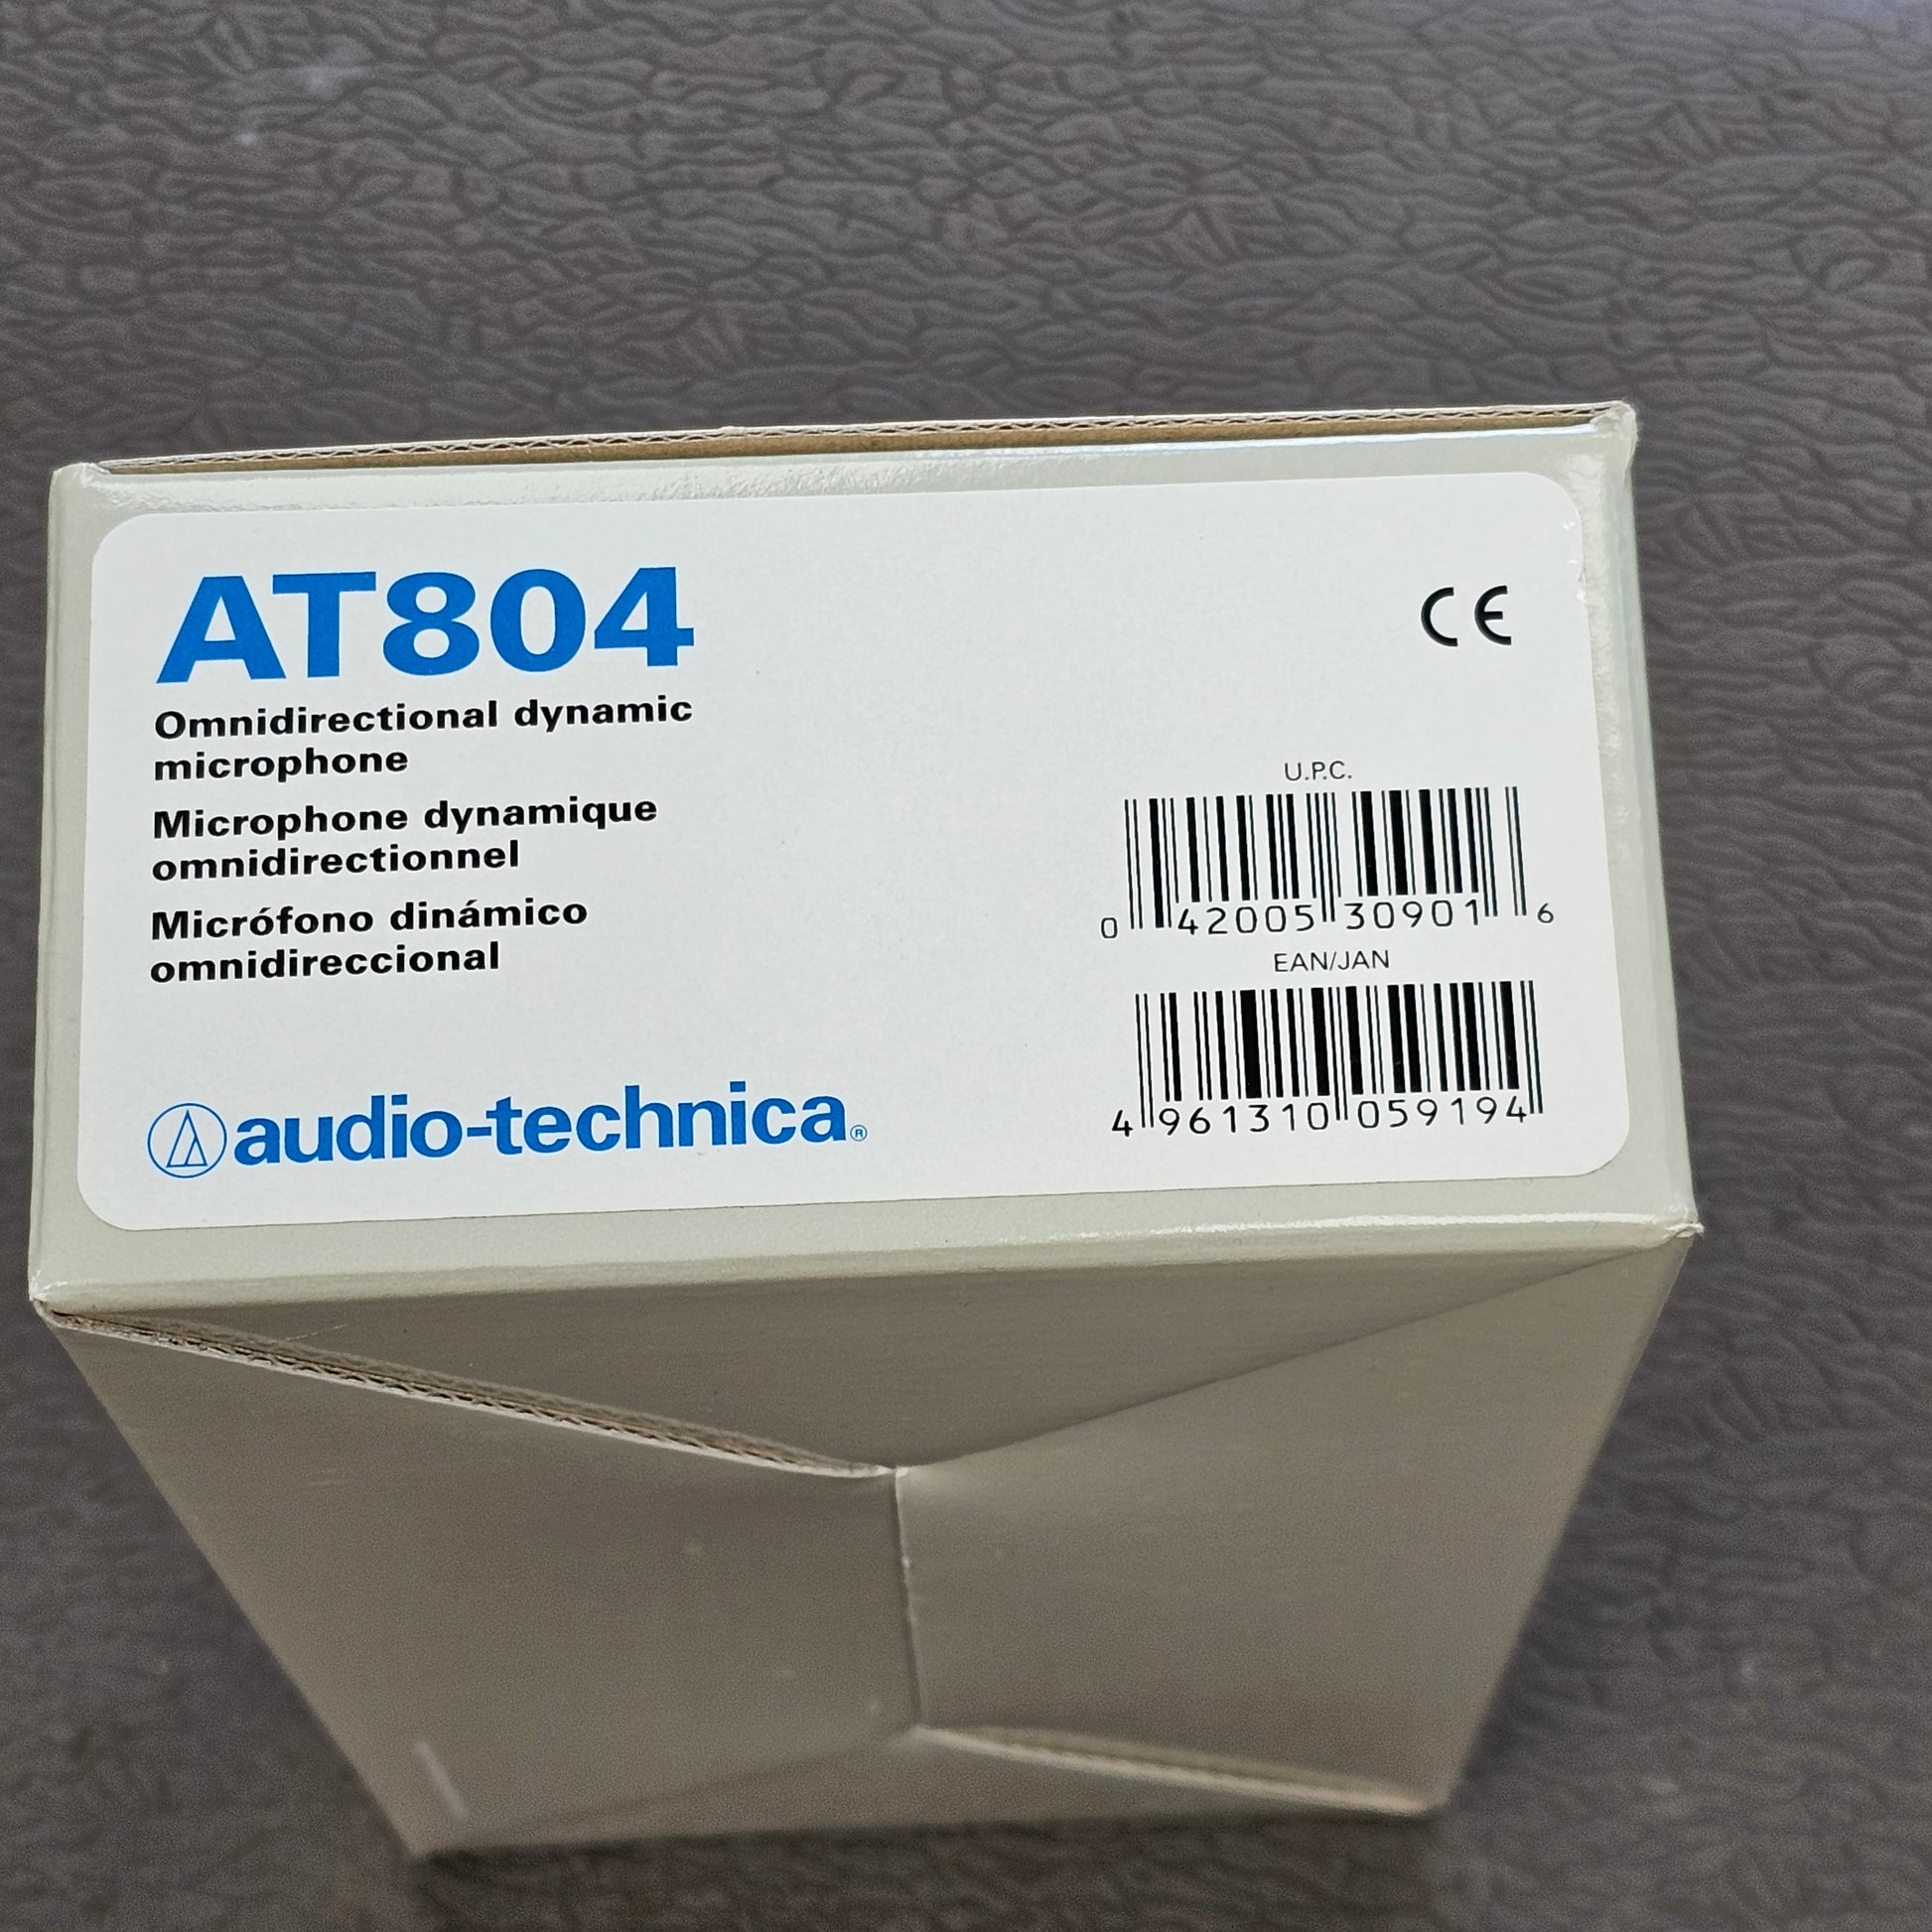 AT804
Omnidirectional dynamic
microphone
Microphone dynamique
omnidirectionnel
Micrófono dinámico
omnidireccional
audio-technica®
CE
U.P.C.
0 42005 30901 6
EAN/JAN
4 961310 059194